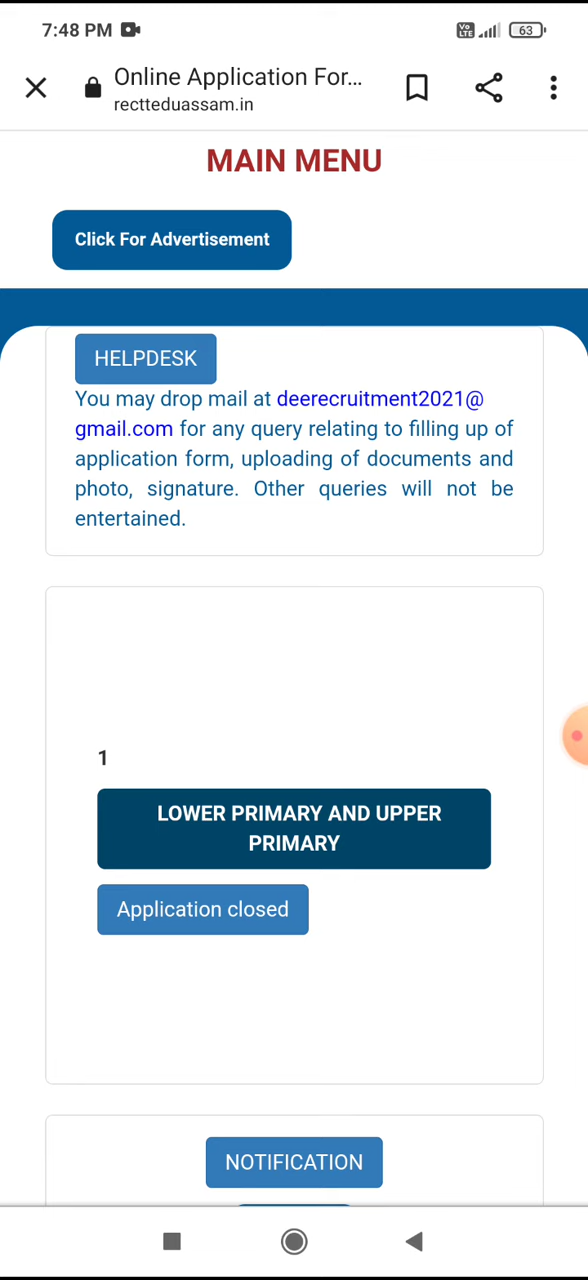 7:48 PM
Vo LTE
63
Online Application For...
rectteduassam.in
MAIN MENU
Click For Advertisement
HELPDESK
You may drop mail at deerecruitment2021@
gmail.com for any query relating to filling up of
application form, uploading of documents and
photo, signature. Other queries will not be
entertained.
1
LOWER PRIMARY AND UPPER
PRIMARY
Application closed
NOTIFICATION